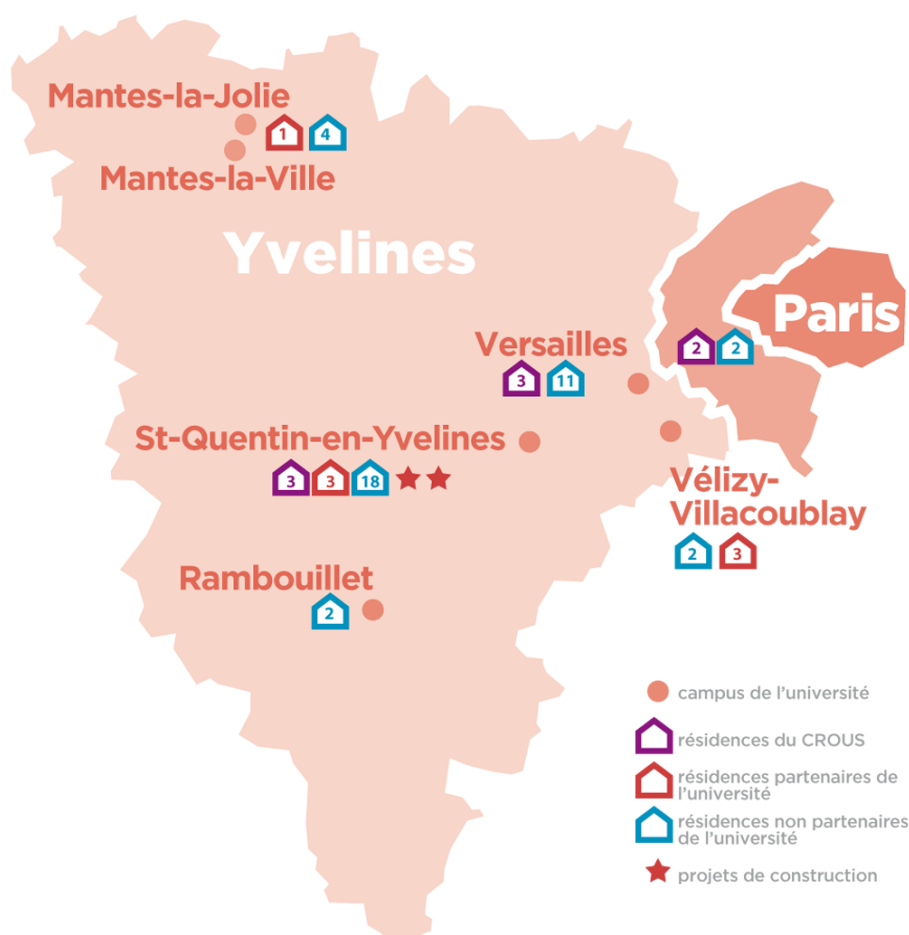 Mantes-la-Jolie
1 4
Mantes-la-Ville
Yvelines
Paris
Versailles
2 2
3 11
St-Quentin-en-Yvelines
3 3 18
Vélizy-
Villacoublay
2 3
Rambouillet
2
campus de l'université
résidences du CROUS
résidences partenaires de
l'université
résidences non partenaires
de l'université
projets de construction